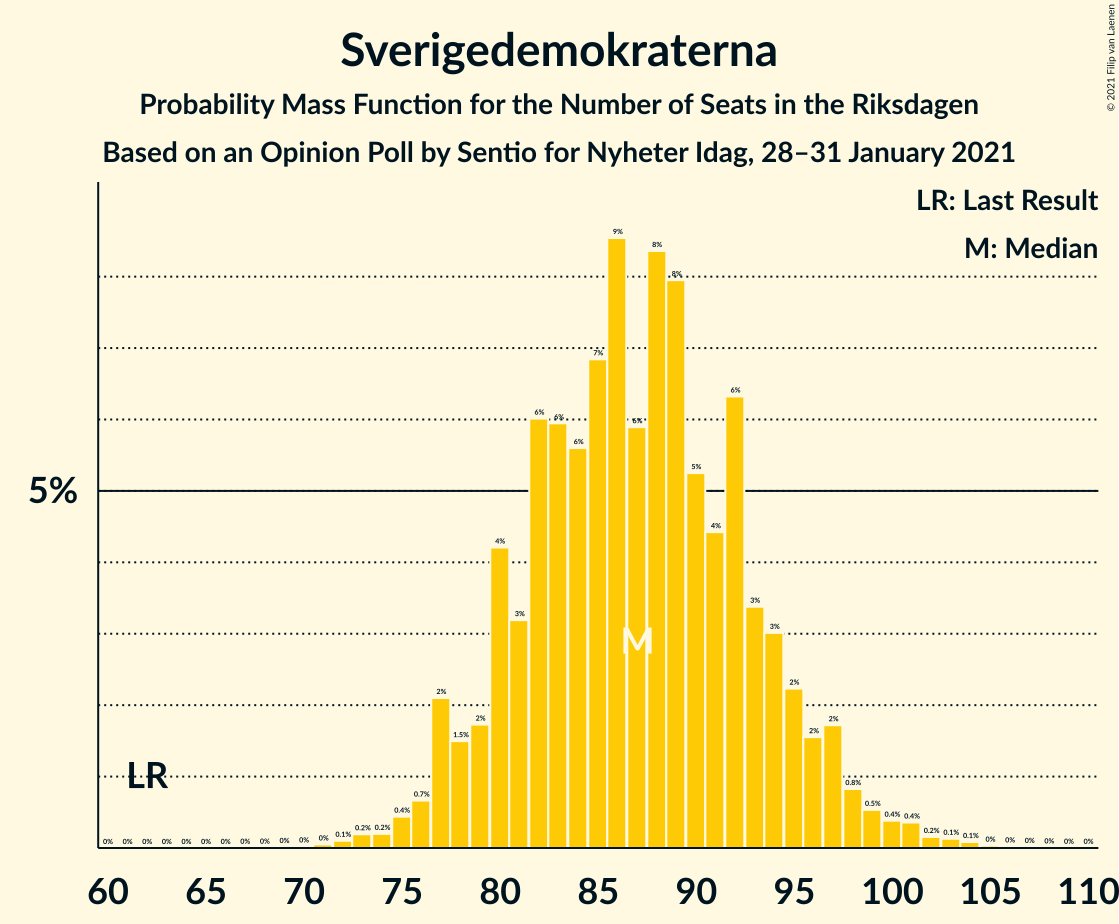 Sverigedemokraterna
Probability Mass Function for the Number of Seats in the Riksdagen
Based on an Opinion Poll by Sentio for Nyheter Idag, 28–31 January 2021
© 2021 Filip van Laenen
LR: Last Result
M: Median
5%
LR
M
0% 0% 0% 0% 0% 0% 0% 0% 0% 0% 0% 0% 0.1% 0.2% 0.2% 0.4% 0.7% 2% 1.5% 2% 4% 3% 6% 6% 6% 7% 9% 6% 8% 8% 5% 4% 6% 3% 3% 2% 2% 2% 0.8% 0.5% 0.4% 0.4% 0.2% 0.1% 0.1% 0% 0% 0% 0% 0% 0%
60 65 70 75 80 85 90 95 100 105 110